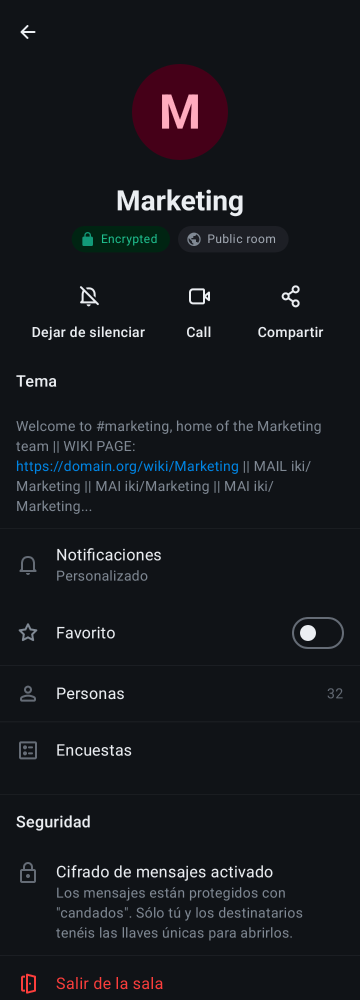 M
Marketing
Encrypted
Public room
Dejar de silenciar
Call
Compartir
Tema
Welcome to #marketing, home of the Marketing
team || WIKI PAGE:
https://domain.org/wiki/Marketing || MAIL iki/
Marketing || MAI iki/Marketing || MAI iki/
Marketing...
Notificaciones
Personalizado
Favorito
Personas
32
Encuestas
Seguridad
Cifrado de mensajes activado
Los mensajes están protegidos con
"candados". Sólo tú y los destinatarios
tenéis las llaves únicas para abrirlos.
Salir de la sala